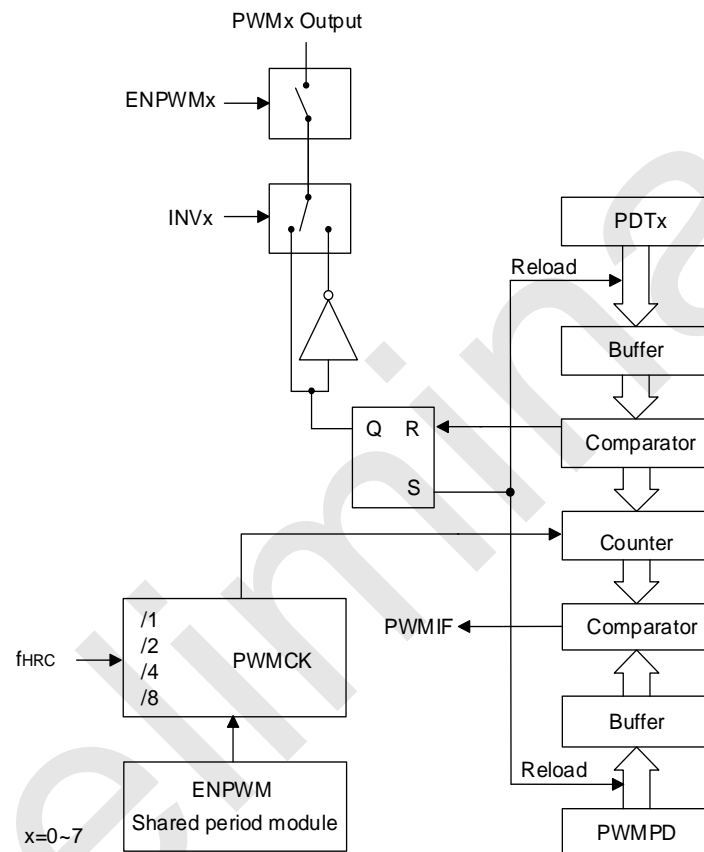 PWMx Output
ENPWMx
INVx
PDTx
Reload
Buffer
Q R
S
Comparator
Counter
/1
/2
/4
/8
PWMCK
fHRC
PWMIF
Comparator
Buffer
Reload
ENPWM
Shared period module
PWMPD
x=0~7
elimina